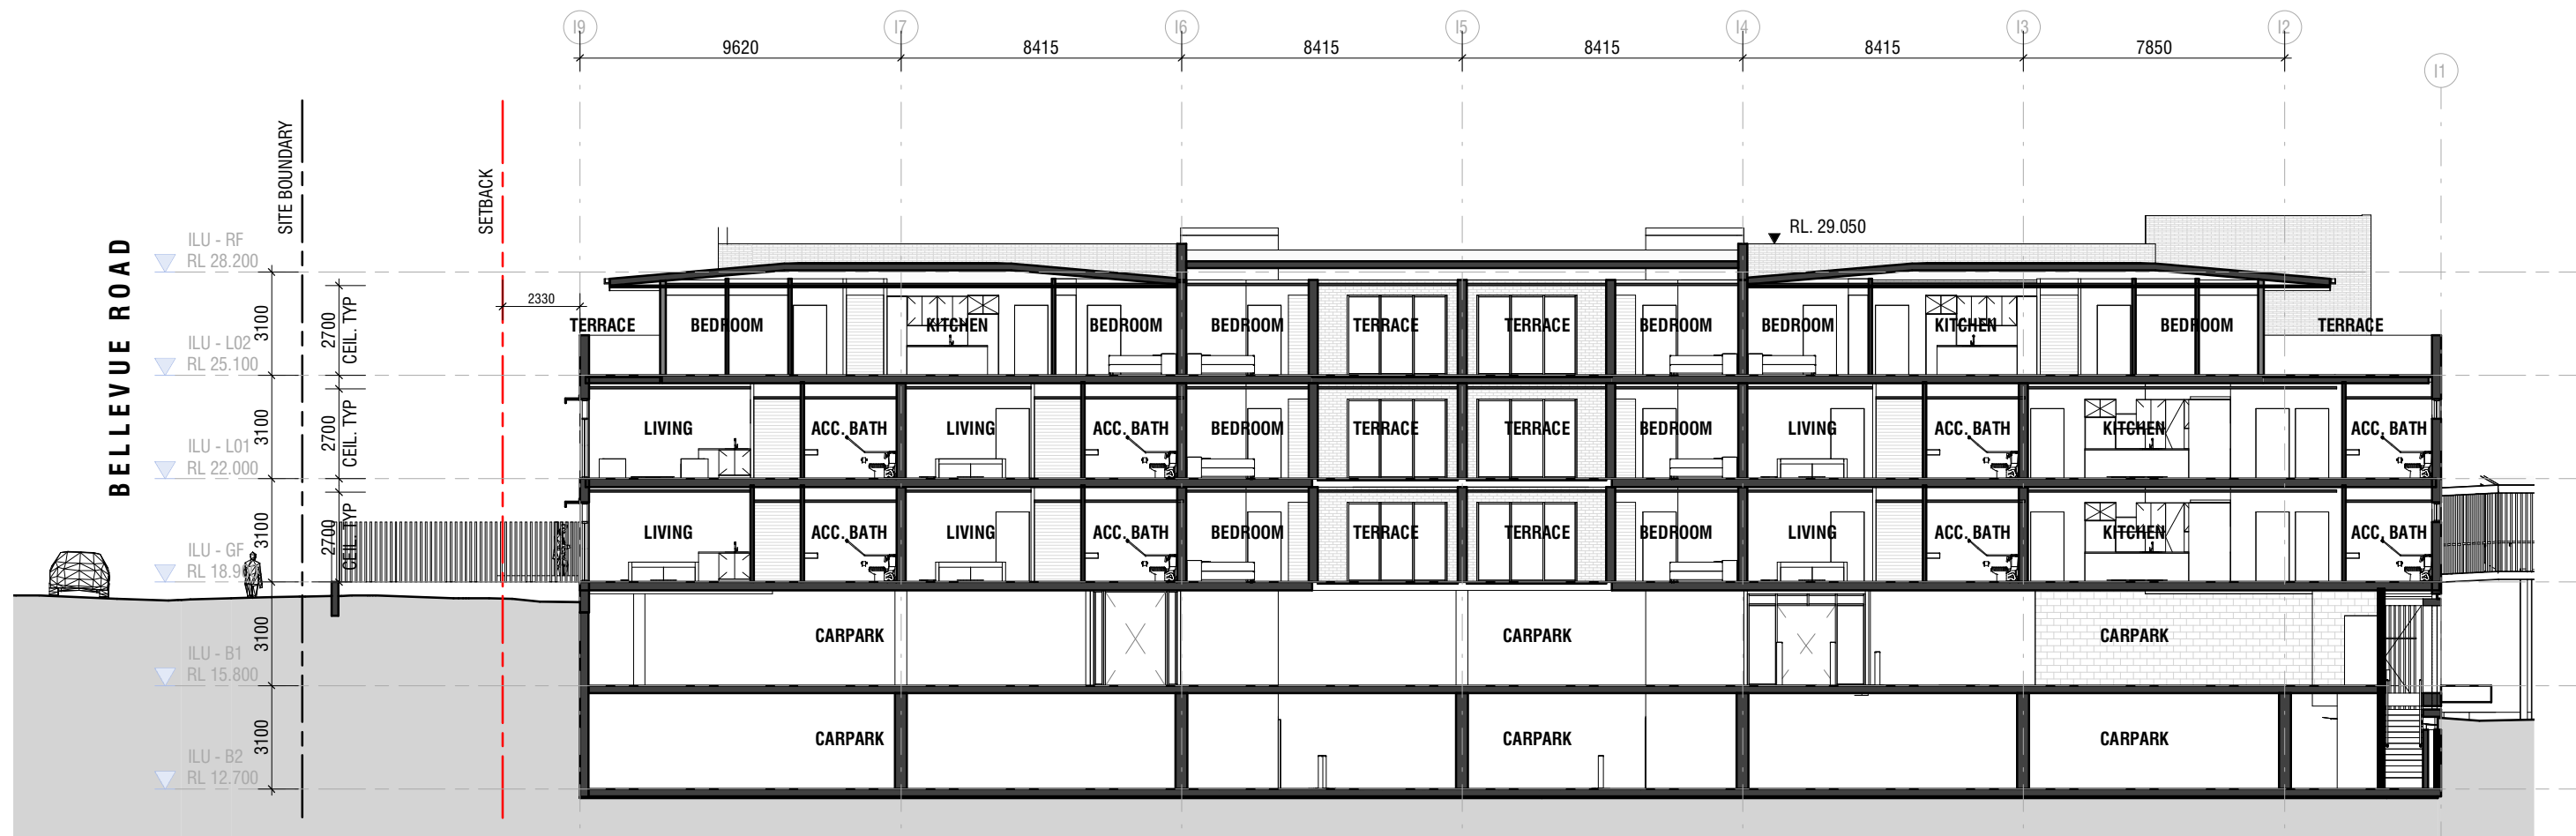 I9 I7 I6 I5 I4 I3 I2
9620 8415 8415 8415 8415 7850
I1
SITE BOUNDARY
SETBACK
BELLEVUE ROAD
RL. 29.050
ILU - RF
RL 28.200
2330
3100
2700
CEIL. TYP
TERRACE BEDROOM KITCHEN BEDROOM BEDROOM TERRACE TERRACE BEDROOM BEDROOM KITCHEN BEDROOM TERRACE
ILU - L02
RL 25.100
3100
2700
CEIL. TYP
LIVING ACC. BATH LIVING ACC. BATH BEDROOM TERRACE TERRACE BEDROOM LIVING ACC. BATH KITCHEN ACC. BATH
ILU - L01
RL 22.000
3100
2700
CEIL. TYP
LIVING ACC. BATH LIVING ACC. BATH BEDROOM TERRACE TERRACE BEDROOM LIVING ACC. BATH KITCHEN ACC. BATH
ILU - GF
RL 18.9
3100
CARPARK CARPARK CARPARK
ILU - B1
RL 15.800
3100
CARPARK CARPARK CARPARK
ILU - B2
RL 12.700